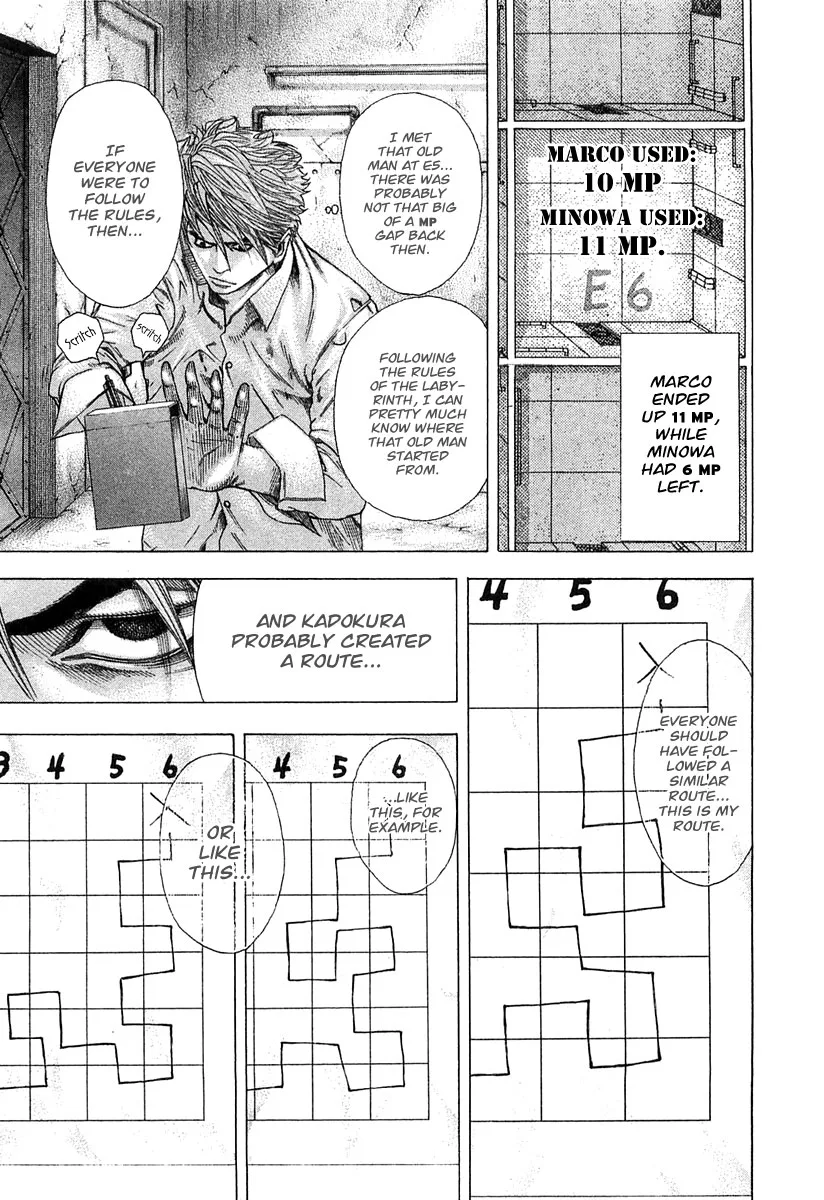 MARCO USED:
10 MP
MINOWA USED:
11 MP.
E6
MARCO
ENDED
UP 11 MP,
WHILE
MINOWA
HAD 6 MP
LEFT.
I MET
THAT OLD
MAN AT E5...
THERE WAS
PROBABLY
NOT THAT BIG
OF A MP
GAP BACK
THEN.
IF
EVERYONE
WERE TO
FOLLOW
THE RULES,
THEN...
Scritch
Scritch
FOLLOWING
THE RULES
OF THE LABY-
RINTH, I CAN
PRETTY MUCH
KNOW WHERE
THAT OLD MAN
STARTED
FROM.
4 5 6
EVERYONE
SHOULD
HAVE FOL-
LOWED A
SIMILAR
ROUTE...
THIS IS MY
ROUTE.
AND KADOKURA
PROBABLY CREATED
A ROUTE...
4 5 6
...LIKE
THIS, FOR
EXAMPLE.
3 4 5 6
OR
LIKE
THIS...